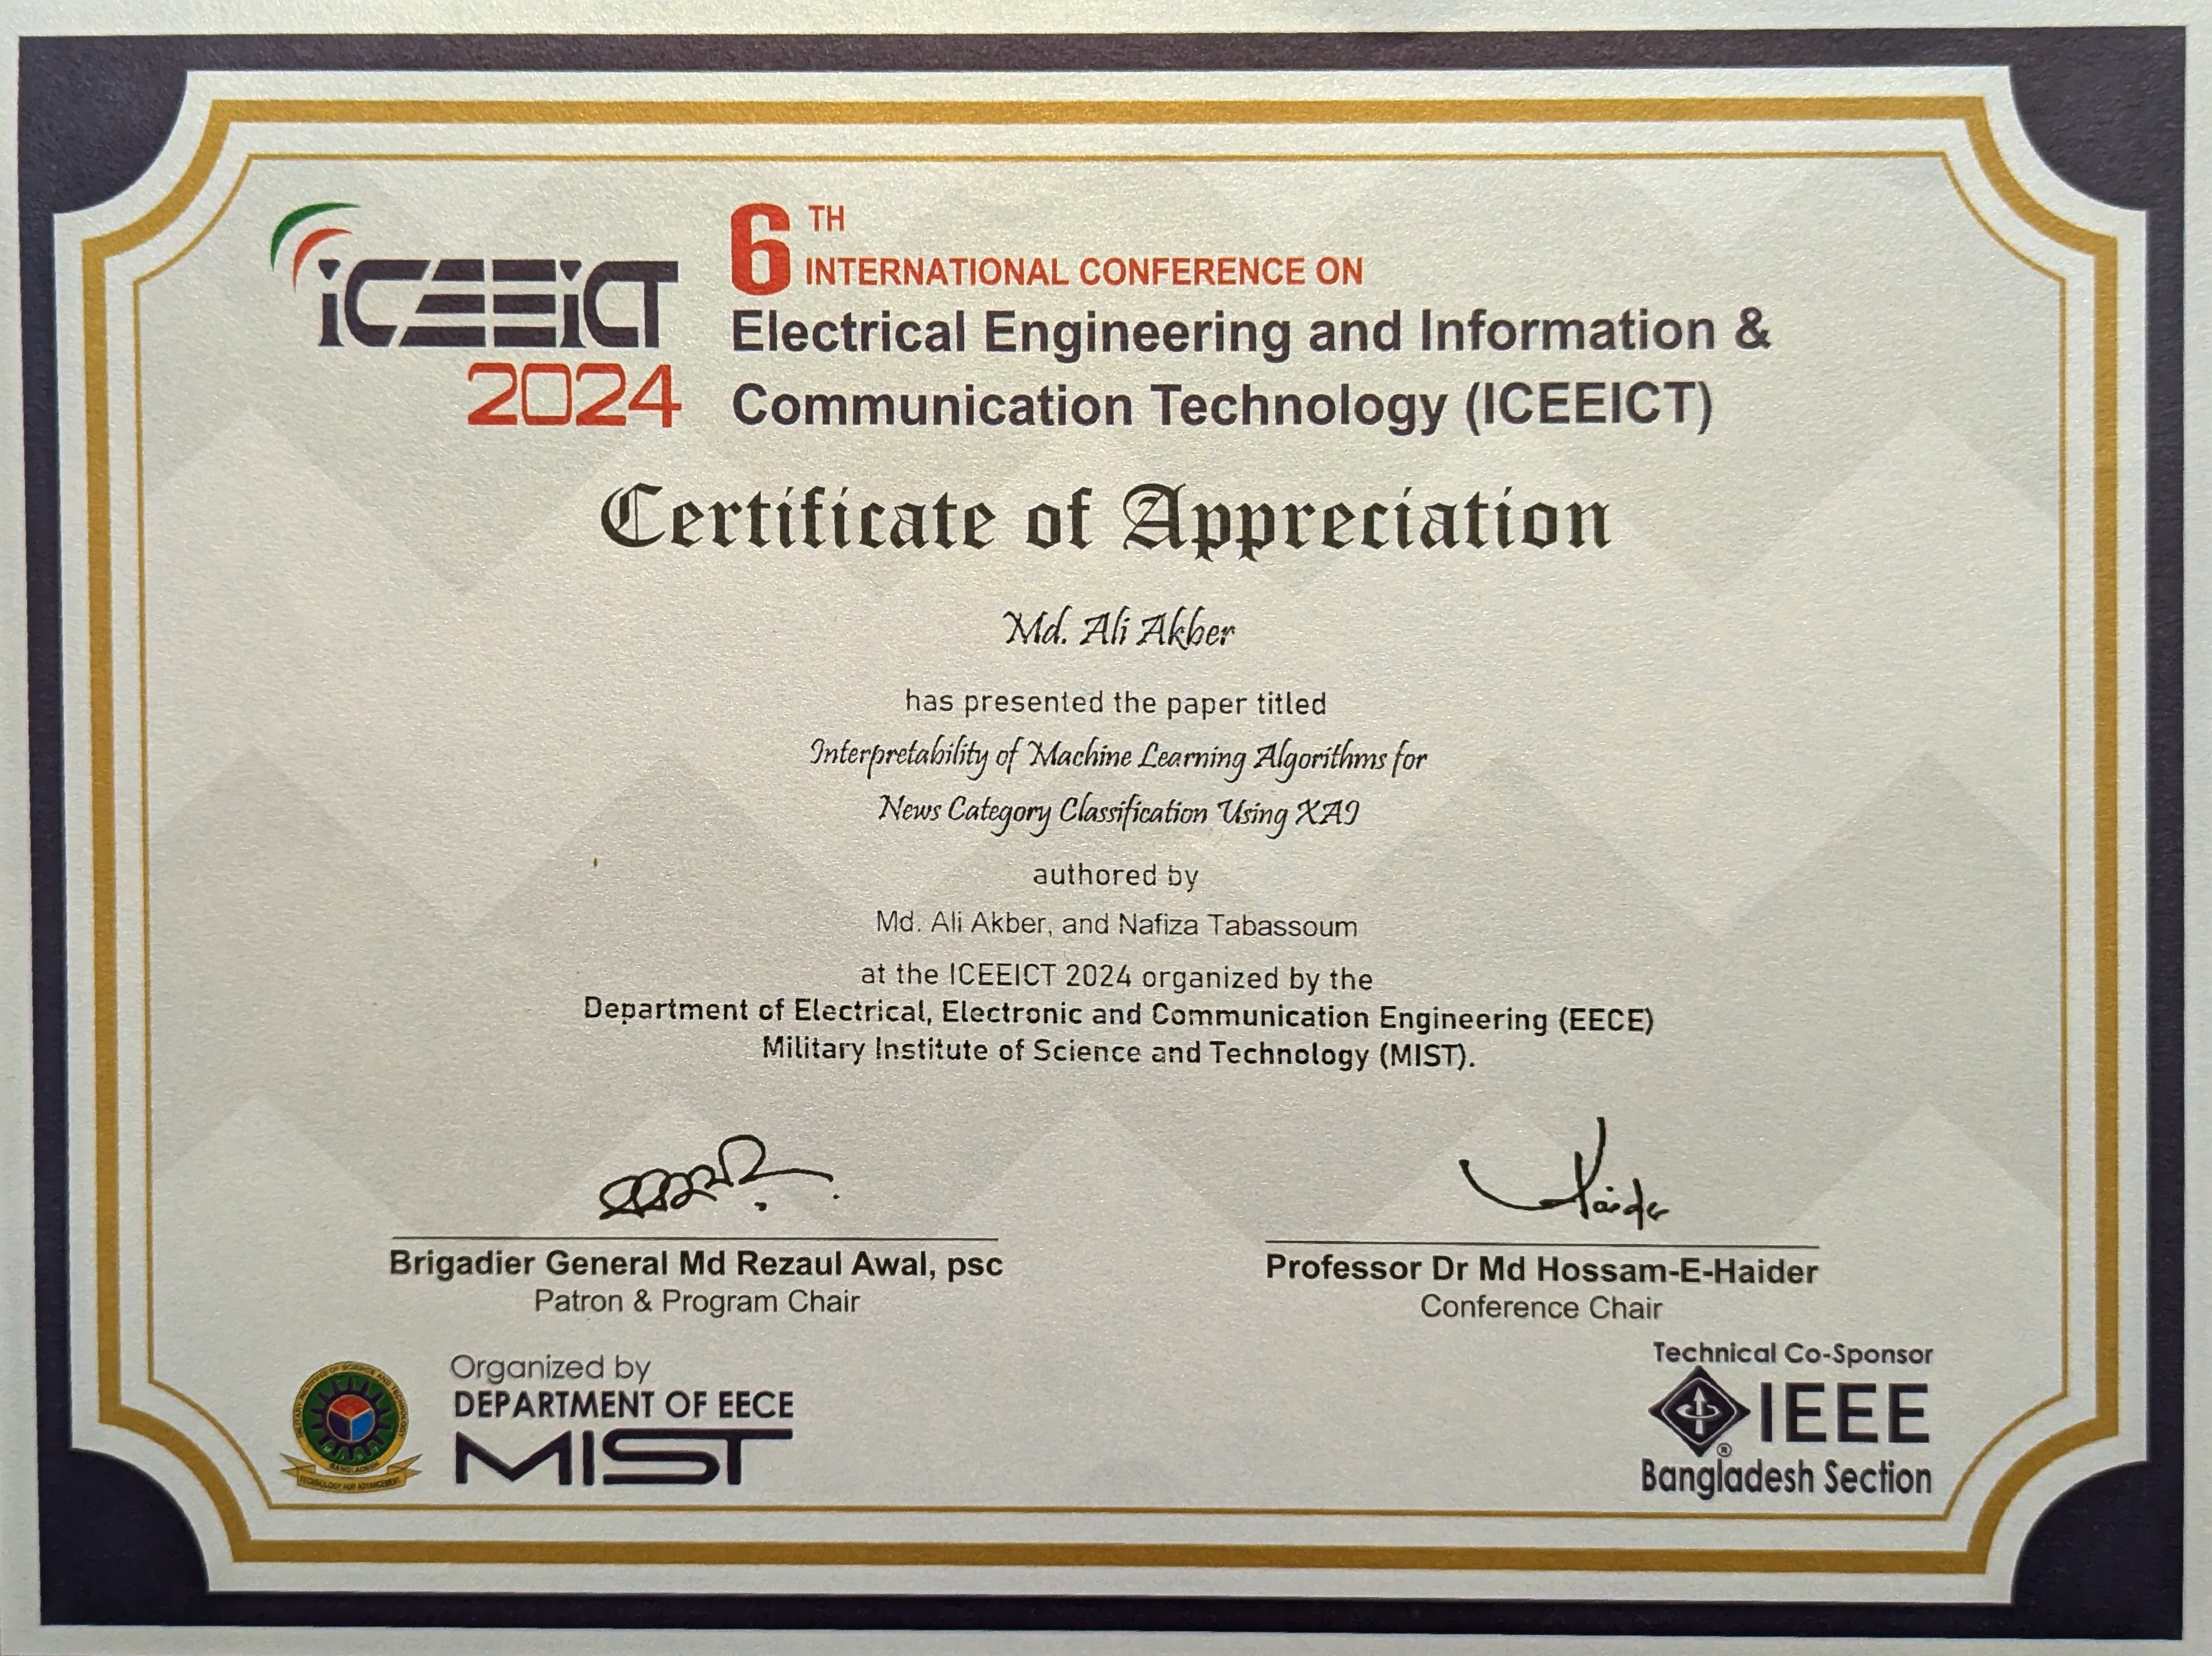 iCEEiCT
2024
6TH
INTERNATIONAL CONFERENCE ON
Electrical Engineering and Information &
Communication Technology (ICEEICT)
Certificate of Appreciation
Md. Ali Akber
has presented the paper titled
Interpretability of Machine Learning Algorithms for
News Category Classification Using XAI
authored by
Md. Ali Akber, and Nafiza Tabassoum
at the ICEEICT 2024 organized by the
Department of Electrical, Electronic and Communication Engineering (EECE)
Military Institute of Science and Technology (MIST).
Haider
Brigadier General Md Rezaul Awal, psc
Patron & Program Chair
Professor Dr Md Hossam-E-Haider
Conference Chair
MILITARY INSTITUTE OF SCIENCE AND TECHNOLOGY
BANGLADESH
TECHNOLOGY FOR ADVANCEMENT
Organized by
DEPARTMENT OF EECE
MIST
Technical Co-Sponsor
IEEE
®
Bangladesh Section